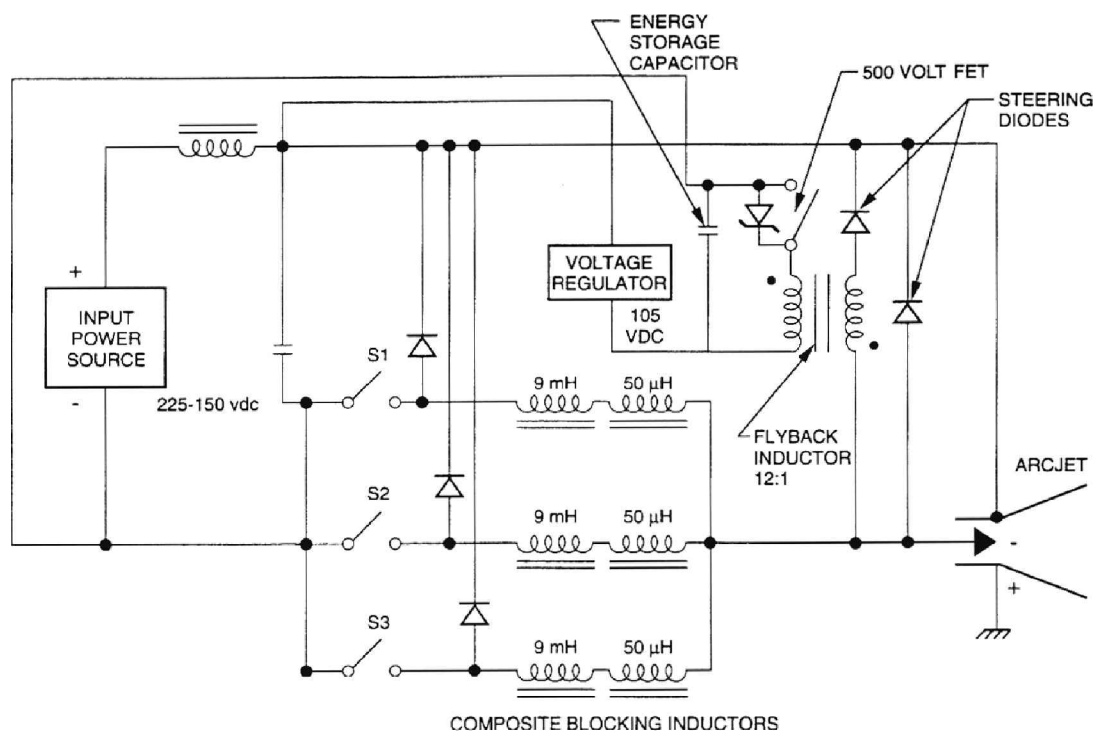 ENERGY
STORAGE
CAPACITOR
500 VOLT FET
STEERING
DIODES
+
INPUT
POWER
SOURCE
-
225-150 vdc
VOLTAGE
REGULATOR
105
VDC
S1
9 mH
50 μH
FLYBACK
INDUCTOR
12:1
ARCJET
S2
9 mH
50 μH
-
+
S3
9 mH
50 μH
COMPOSITE BLOCKING INDUCTORS